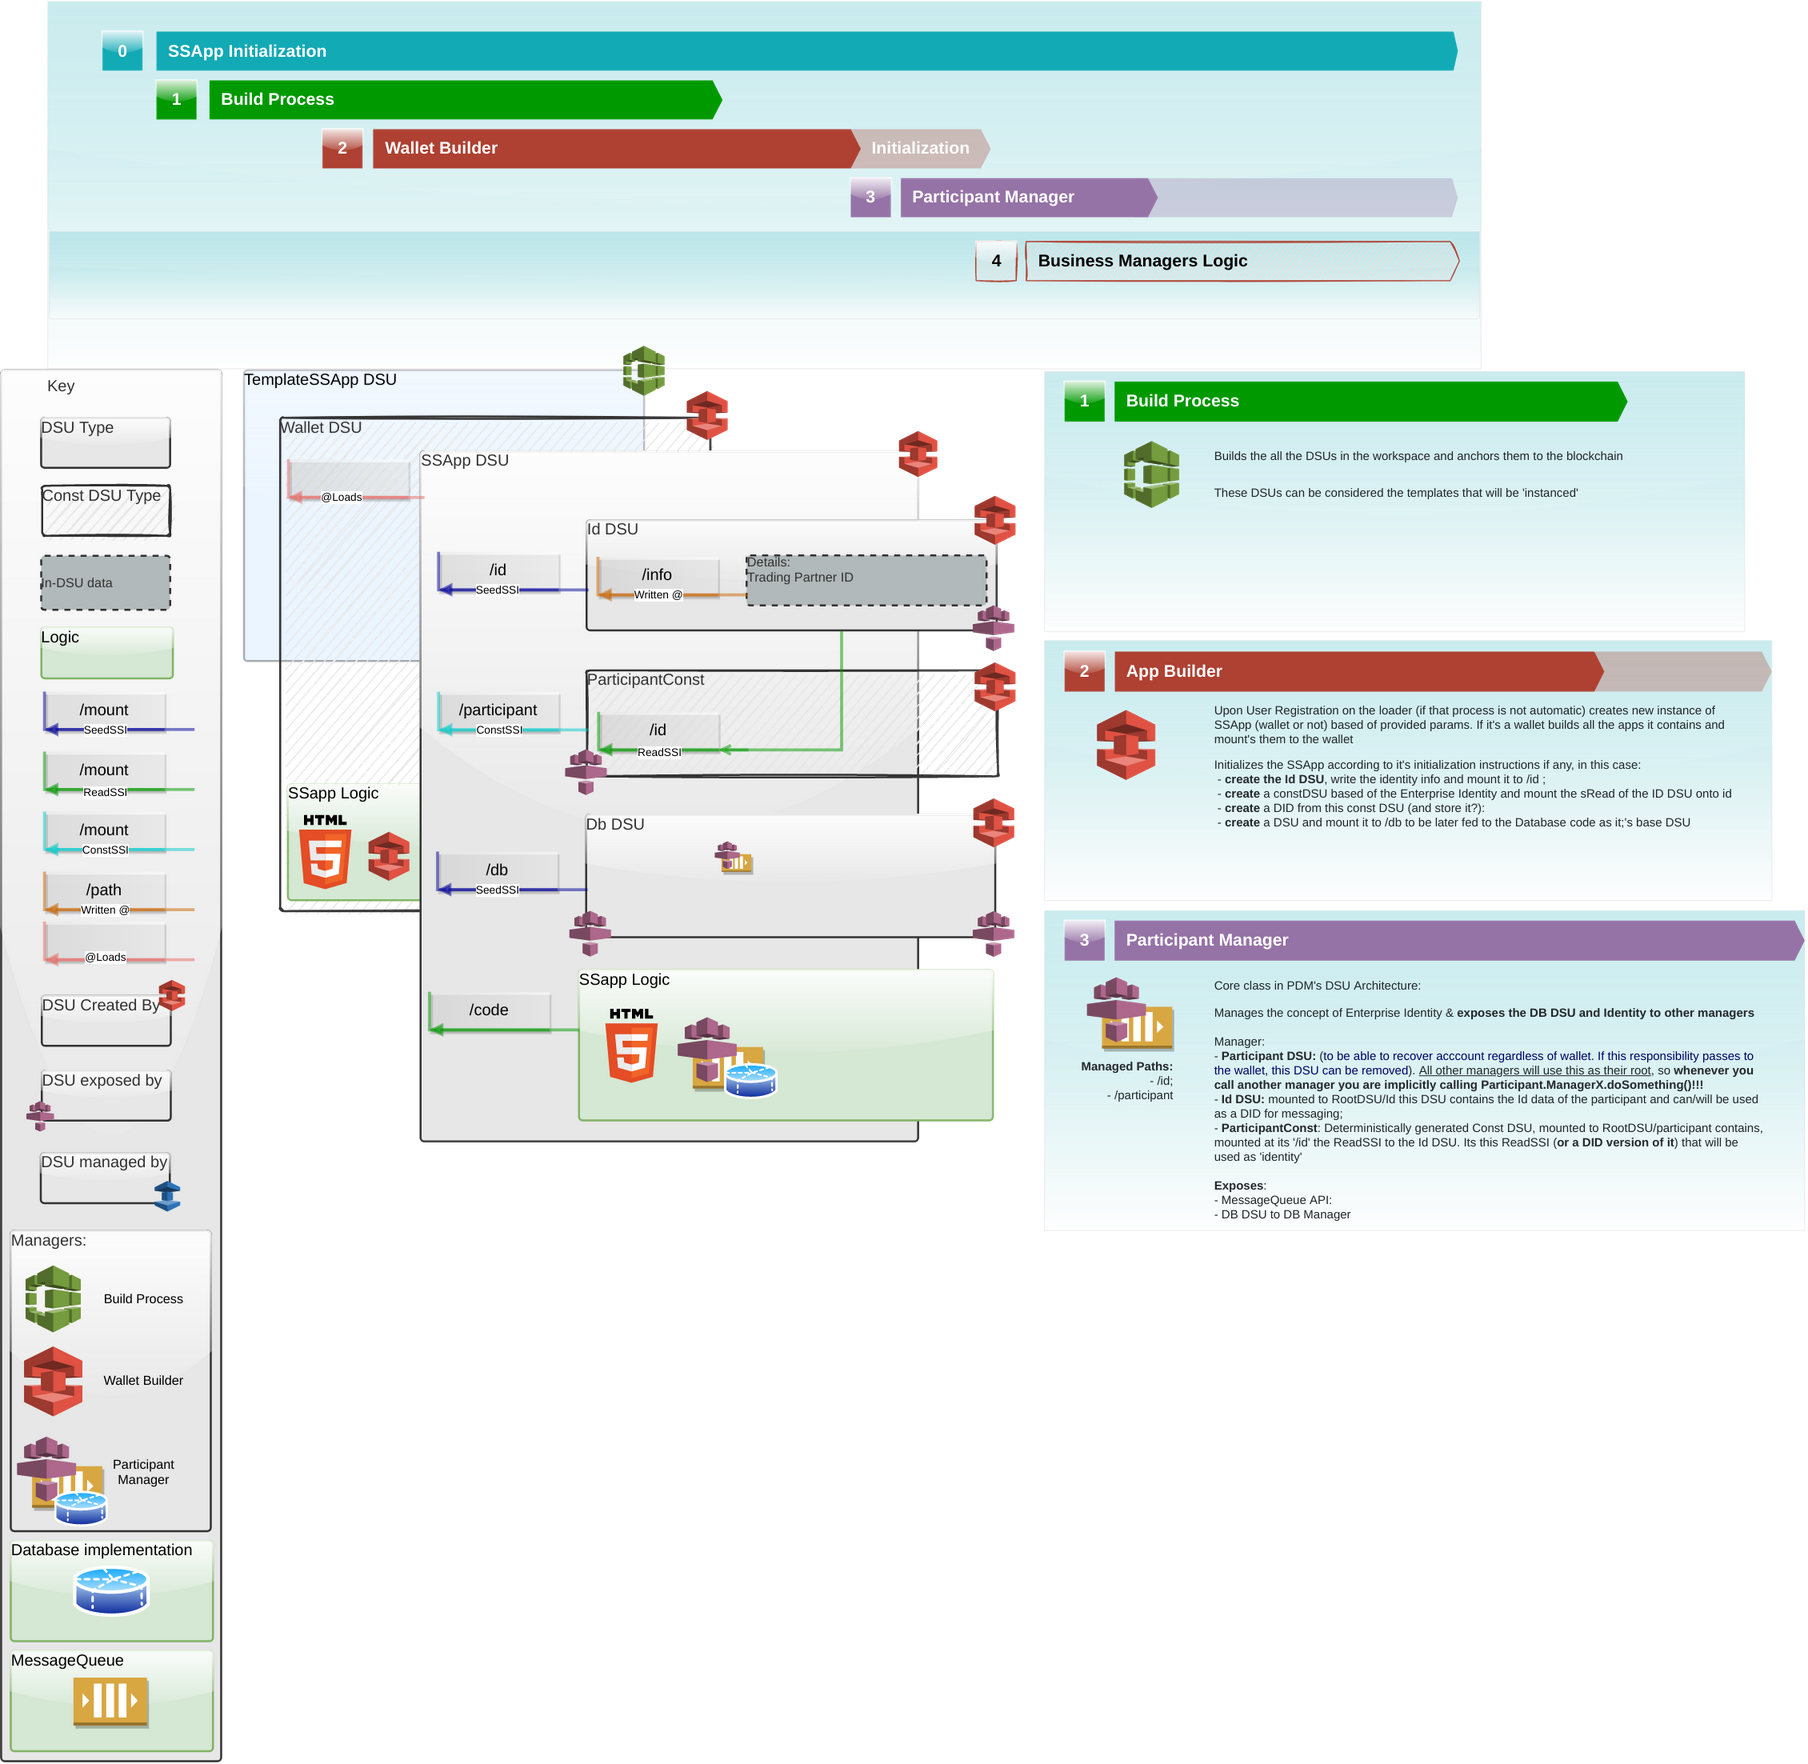 0
SSApp Initialization
1
Build Process
2
Wallet Builder
Initialization
3
Participant Manager
4
Business Managers Logic
Key
DSU Type
Const DSU Type
In-DSU data
Logic
/mount
SeedSSI
/mount
ReadSSI
/mount
ConstSSI
/path
Written @
@Loads
DSU Created By
DSU exposed by
DSU managed by
Managers:
Build Process
Wallet Builder
Participant
Manager
Database implementation
MessageQueue
TemplateSSApp DSU
Wallet DSU
@Loads
SSapp Logic
HTML
5
SSApp DSU
/id
SeedSSI
Id DSU
/info
Written @
Details:
Trading Partner ID
/participant
ConstSSI
ParticipantConst
/id
ReadSSI
/db
SeedSSI
Db DSU
/code
SSapp Logic
HTML
5
1
Build Process
Builds the all the DSUs in the workspace and anchors them to the blockchain
These DSUs can be considered the templates that will be 'instanced'
2
App Builder
Upon User Registration on the loader (if that process is not automatic) creates new instance of
SSApp (wallet or not) based of provided params. If it's a wallet builds all the apps it contains and
mount's them to the wallet
Initializes the SSApp according to it's initialization instructions if any, in this case:
- create the Id DSU, write the identity info and mount it to /id ;
- create a constDSU based of the Enterprise Identity and mount the sRead of the ID DSU onto id
- create a DID from this const DSU (and store it?):
- create a DSU and mount it to /db to be later fed to the Database code as it;'s base DSU
3
Participant Manager
Managed Paths:
- /id;
- /participant
Core class in PDM's DSU Architecture:
Manages the concept of Enterprise Identity & exposes the DB DSU and Identity to other managers
Manager:
- Participant DSU: (to be able to recover acccount regardless of wallet. If this responsibility passes to
the wallet, this DSU can be removed). All other managers will use this as their root, so whenever you
call another manager you are implicitly calling Participant.ManagerX.doSomething()!!!
- Id DSU: mounted to RootDSU/Id this DSU contains the Id data of the participant and can/will be used
as a DID for messaging;
- ParticipantConst: Deterministically generated Const DSU, mounted to RootDSU/participant contains,
mounted at its '/id' the ReadSSI to the Id DSU. Its this ReadSSI (or a DID version of it) that will be
used as 'identity'
Exposes:
- MessageQueue API:
- DB DSU to DB Manager